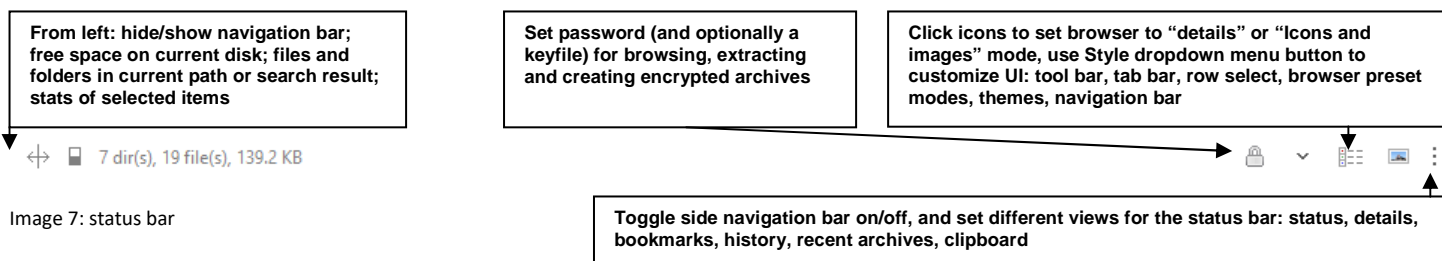 From left: hide/show navigation bar;
free space on current disk; files and
folders in current path or search result;
stats of selected items
Set password (and optionally a
keyfile) for browsing, extracting
and creating encrypted archives
Click icons to set browser to “details” or “Icons and
images” mode, use Style dropdown menu button to
customize UI: tool bar, tab bar, row select, browser preset
modes, themes, navigation bar
7 dir(s), 19 file(s), 139.2 KB
Image 7: status bar
Toggle side navigation bar on/off, and set different views for the status bar: status, details,
bookmarks, history, recent archives, clipboard